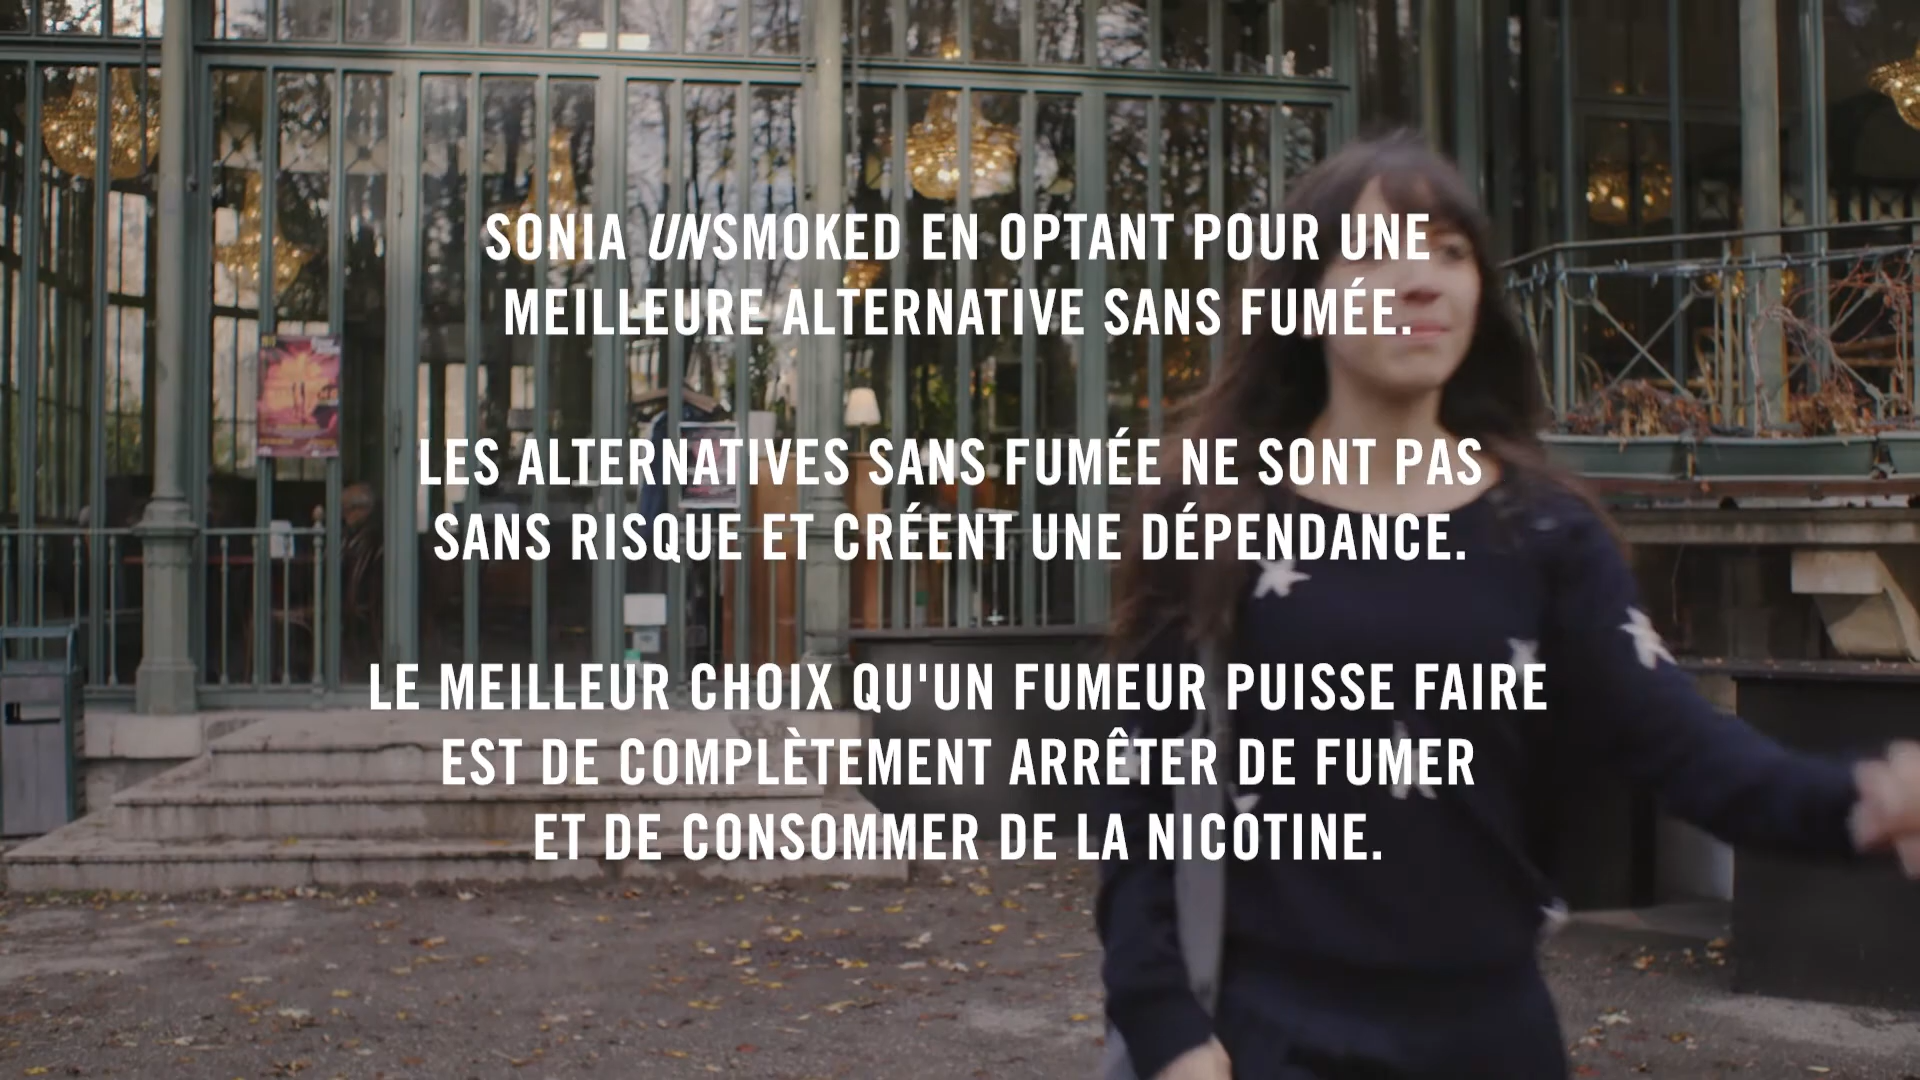 SONIA UNSMOKED EN OPTANT POUR UNE
MEILLEURE ALTERNATIVE SANS FUMÉE.
LES ALTERNATIVES SANS FUMÉE NE SONT PAS
SANS RISQUE ET CRÉENT UNE DÉPENDANCE.
LE MEILLEUR CHOIX QU'UN FUMEUR PUISSE FAIRE
EST DE COMPLÈTEMENT ARRÊTER DE FUMER
ET DE CONSOMMER DE LA NICOTINE.